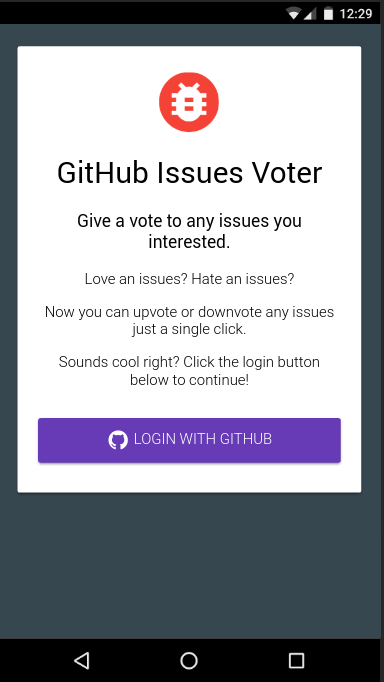 12:29
GitHub Issues Voter
Give a vote to any issues you
interested.
Love an issues? Hate an issues?
Now you can upvote or downvote any issues
just a single click.
Sounds cool right? Click the login button
below to continue!
LOGIN WITH GITHUB